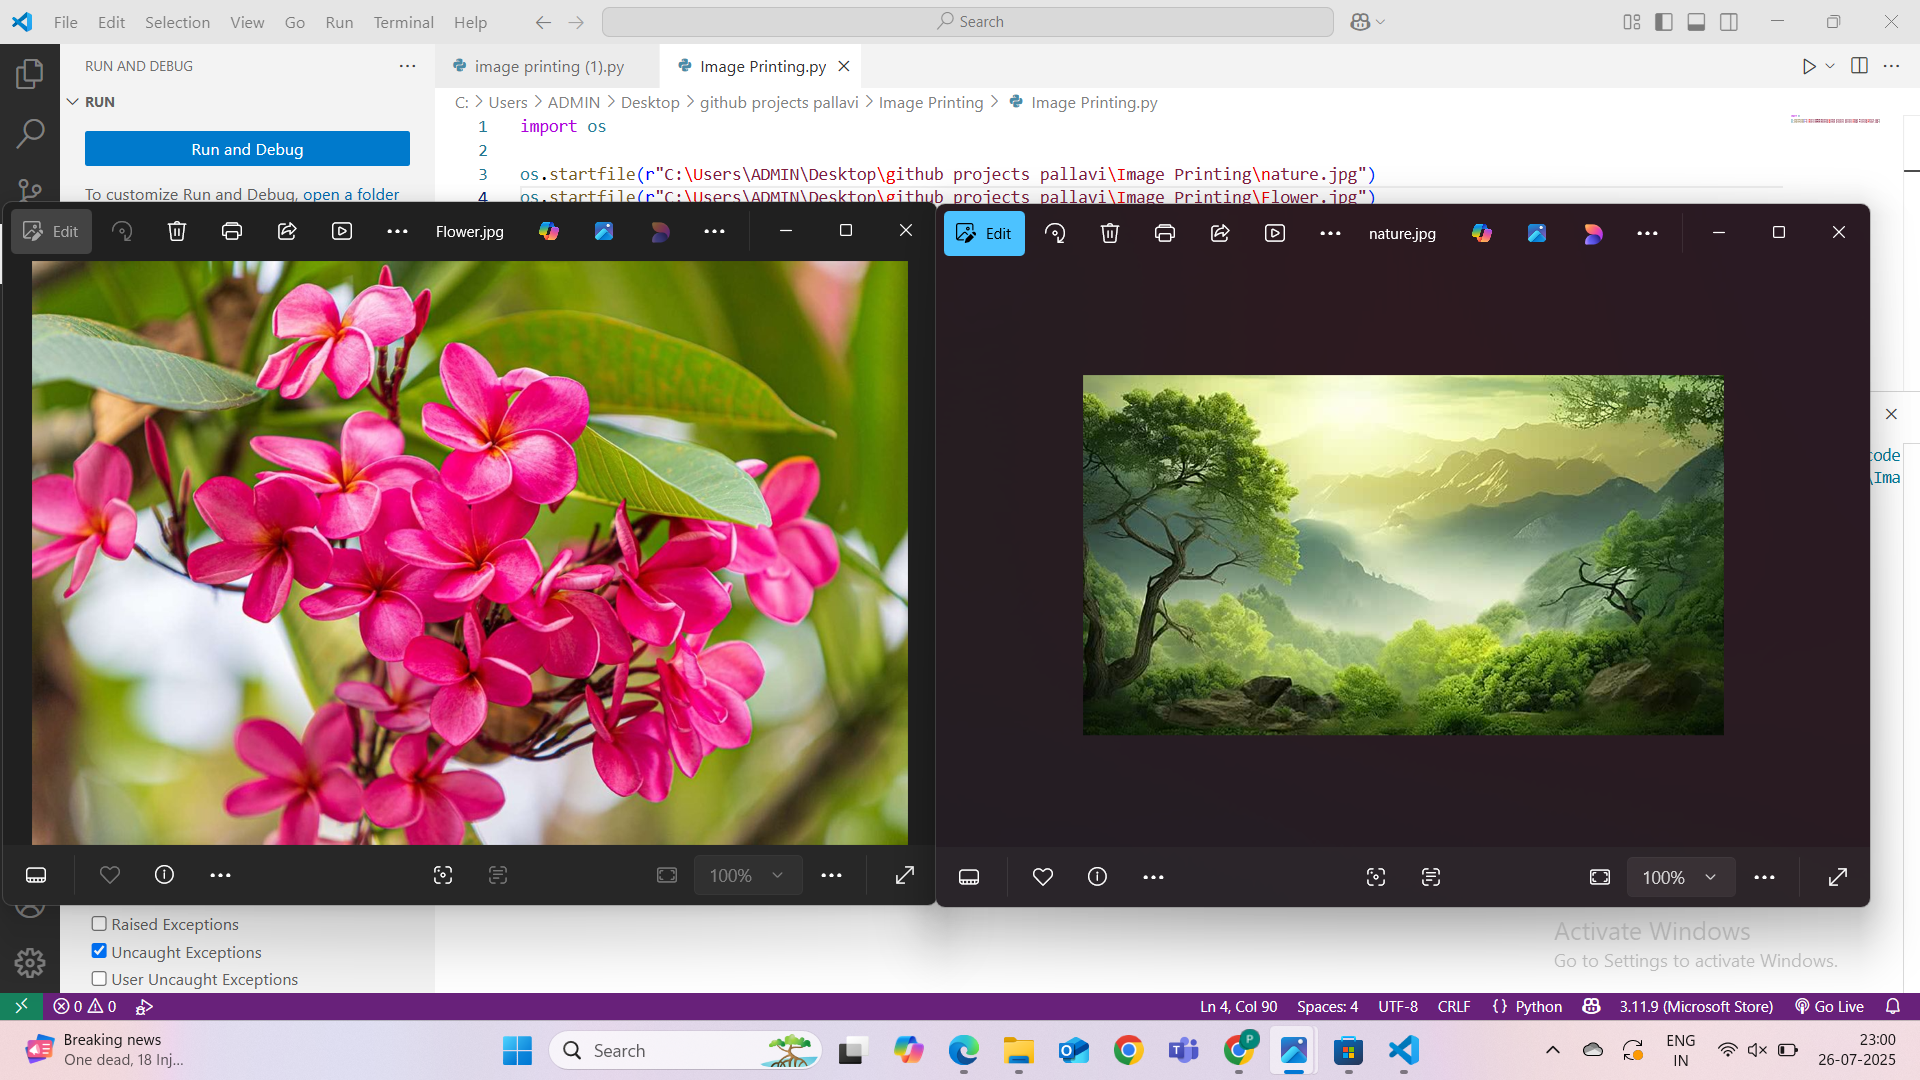 File Edit Selection View Go Run Terminal Help
Search
RUN AND DEBUG
image printing (1).py
Image Printing.py
RUN
C: > Users > ADMIN > Desktop > github projects pallavi > Image Printing > Image Printing.py
Run and Debug
To customize Run and Debug, open a folder
1 import os
2
3 os.startfile(r"C:\Users\ADMIN\Desktop\github projects pallavi\Image Printing\nature.jpg")
4 os.startfile(r"C:\Users\ADMIN\Desktop\github projects pallavi\Image Printing\Flower.jpg")
Edit
Flower.jpg
Edit
nature.jpg
code
\Ima
100%
100%
Raised Exceptions
Uncaught Exceptions
User Uncaught Exceptions
Activate Windows
Go to Settings to activate Windows.
0 0
Ln 4, Col 90 Spaces: 4 UTF-8 CRLF {} Python 3.11.9 (Microsoft Store) Go Live
Breaking news
One dead, 18 Inj...
Search
P
ENG
IN
23:00
26-07-2025